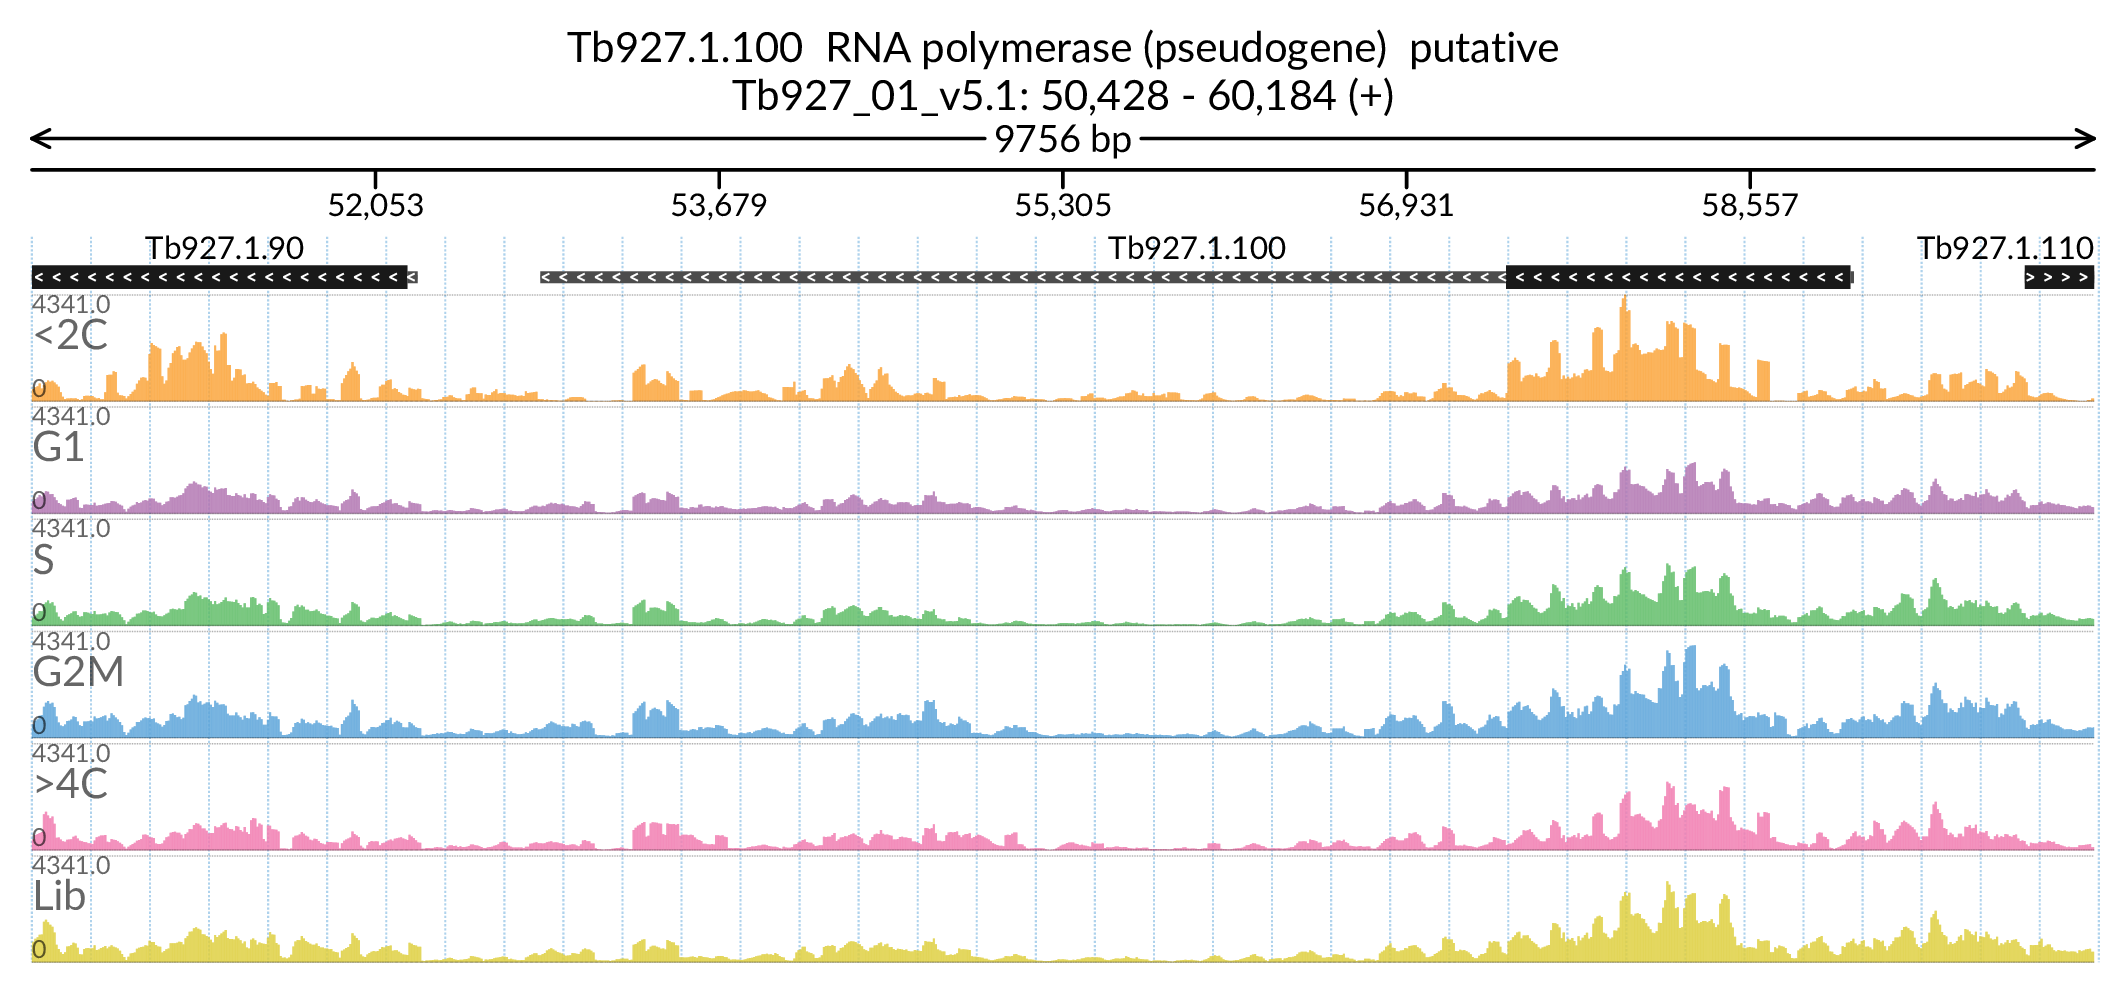 Tb927.1.100  RNA polymerase (pseudogene)  putative
Tb927_01_v5.1: 50,428 - 60,184 (+)
9756 bp
52,053 53,679 55,305 56,931 58,557
Tb927.1.90 Tb927.1.100 Tb927.1.110
4341.0
<2C
0
4341.0
G1
0
4341.0
S
0
4341.0
G2M
0
4341.0
>4C
0
4341.0
Lib
0